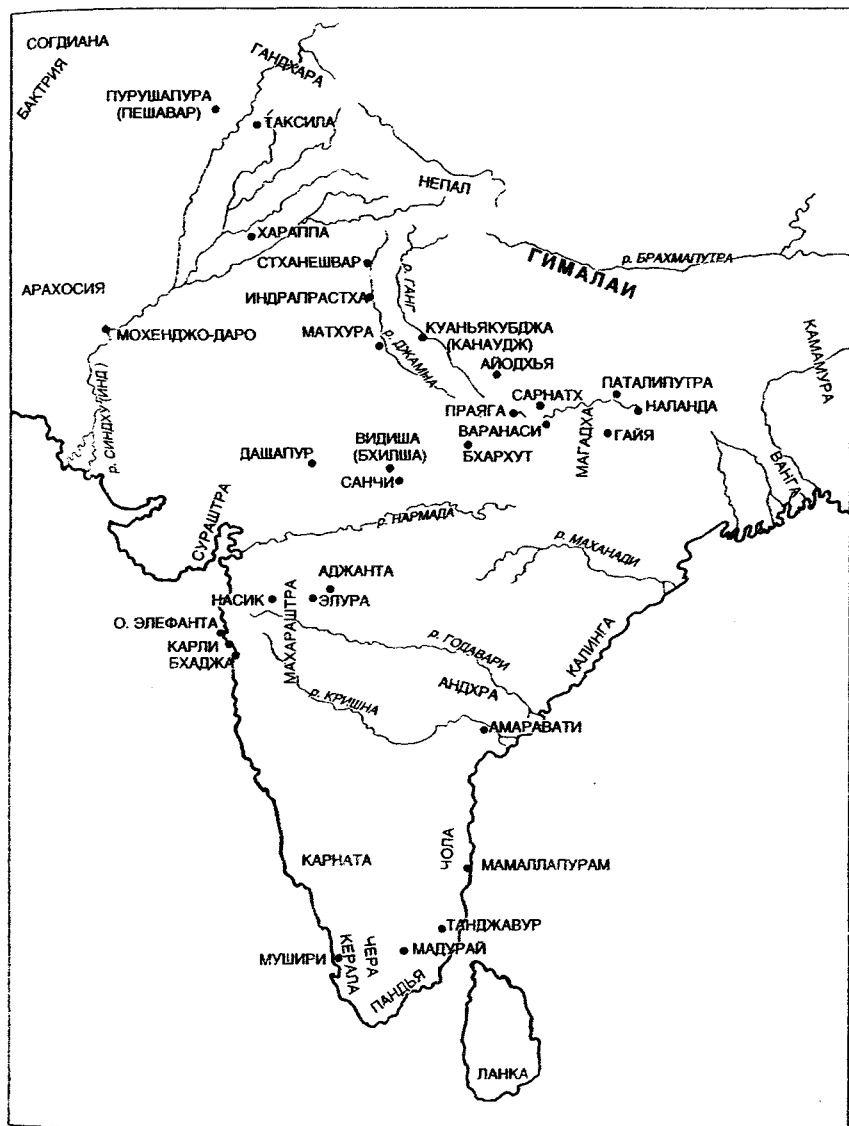 СОГДИАНА
БАКТРИЯ
ГАНДХАРА
ПУРУШАПУРА
(ПЕШАВАР)
ТАКСИЛА
НЕПАЛ
ХАРАППА
СТХАНЕШВАР
ГИМАЛАИ
р. БРАХМАПУТРА
АРАХОСИЯ
ИНДРАПРАСТХА
р. ГАНГ
МОХЕНДЖО-ДАРО
МАТХУРА
р. ДЖАМНА
КУАНЬЯКУБДЖА
(КАНАУДЖ)
КАМАМУРА
АЙОДХЬЯ
р. СИНДХУ (ИНД)
ПАТАЛИПУТРА
САРНАТХ
ПРАЯГА
НАЛАНДА
ВАРАНАСИ
МАГАДХА
ГАЙЯ
ДАШАПУР
ВИДИША
(БХИЛША)
БХАРХУТ
САНЧИ
ВАНГА
СУРАШТРА
р. НАРМАДА
р. МАХАНАДИ
АДЖАНТА
НАСИК
ЭЛУРА
МАХАРАШТРА
О. ЭЛЕФАНТА
КАРЛИ
БХАДЖА
р. ГОДАВАРИ
КАЛИНГА
р. КРИШНА
АНДХРА
АМАРАВАТИ
КАРНАТА
ЧОЛА
МАМАЛЛАПУРАМ
ТАНДЖАВУР
МУШИРИ
КЕРАЛА
ЧЕРА
МАДУРАЙ
ПАНДЬЯ
ЛАНКА